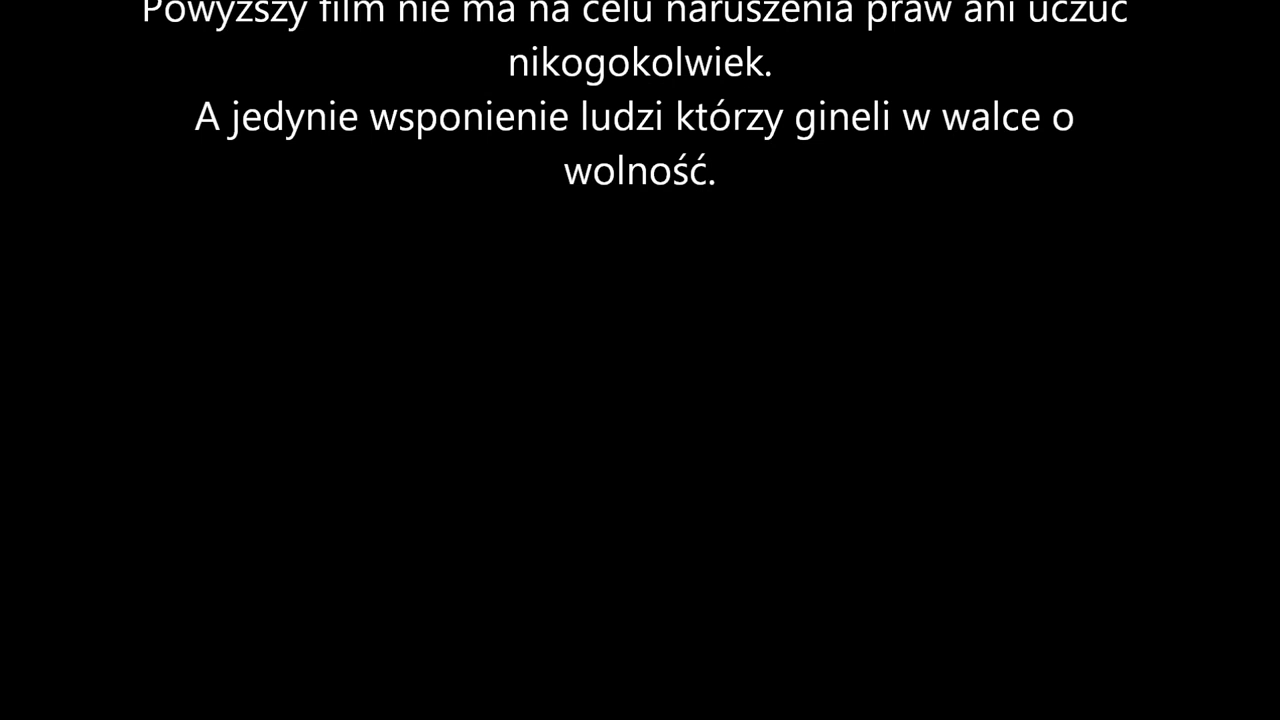 Powyższy film nie ma na celu naruszenia praw ani uczuć
nikogokolwiek.
A jedynie wsponienie ludzi którzy gineli w walce o
wolność.